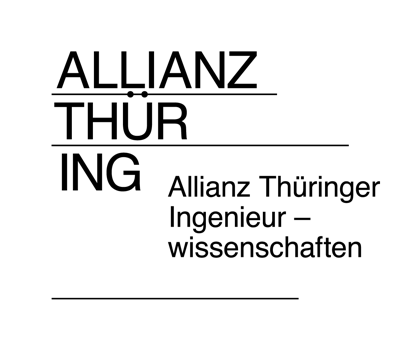 ALLIANZ
THÜR
ING
Allianz Thüringer
Ingenieur –
wissenschaften